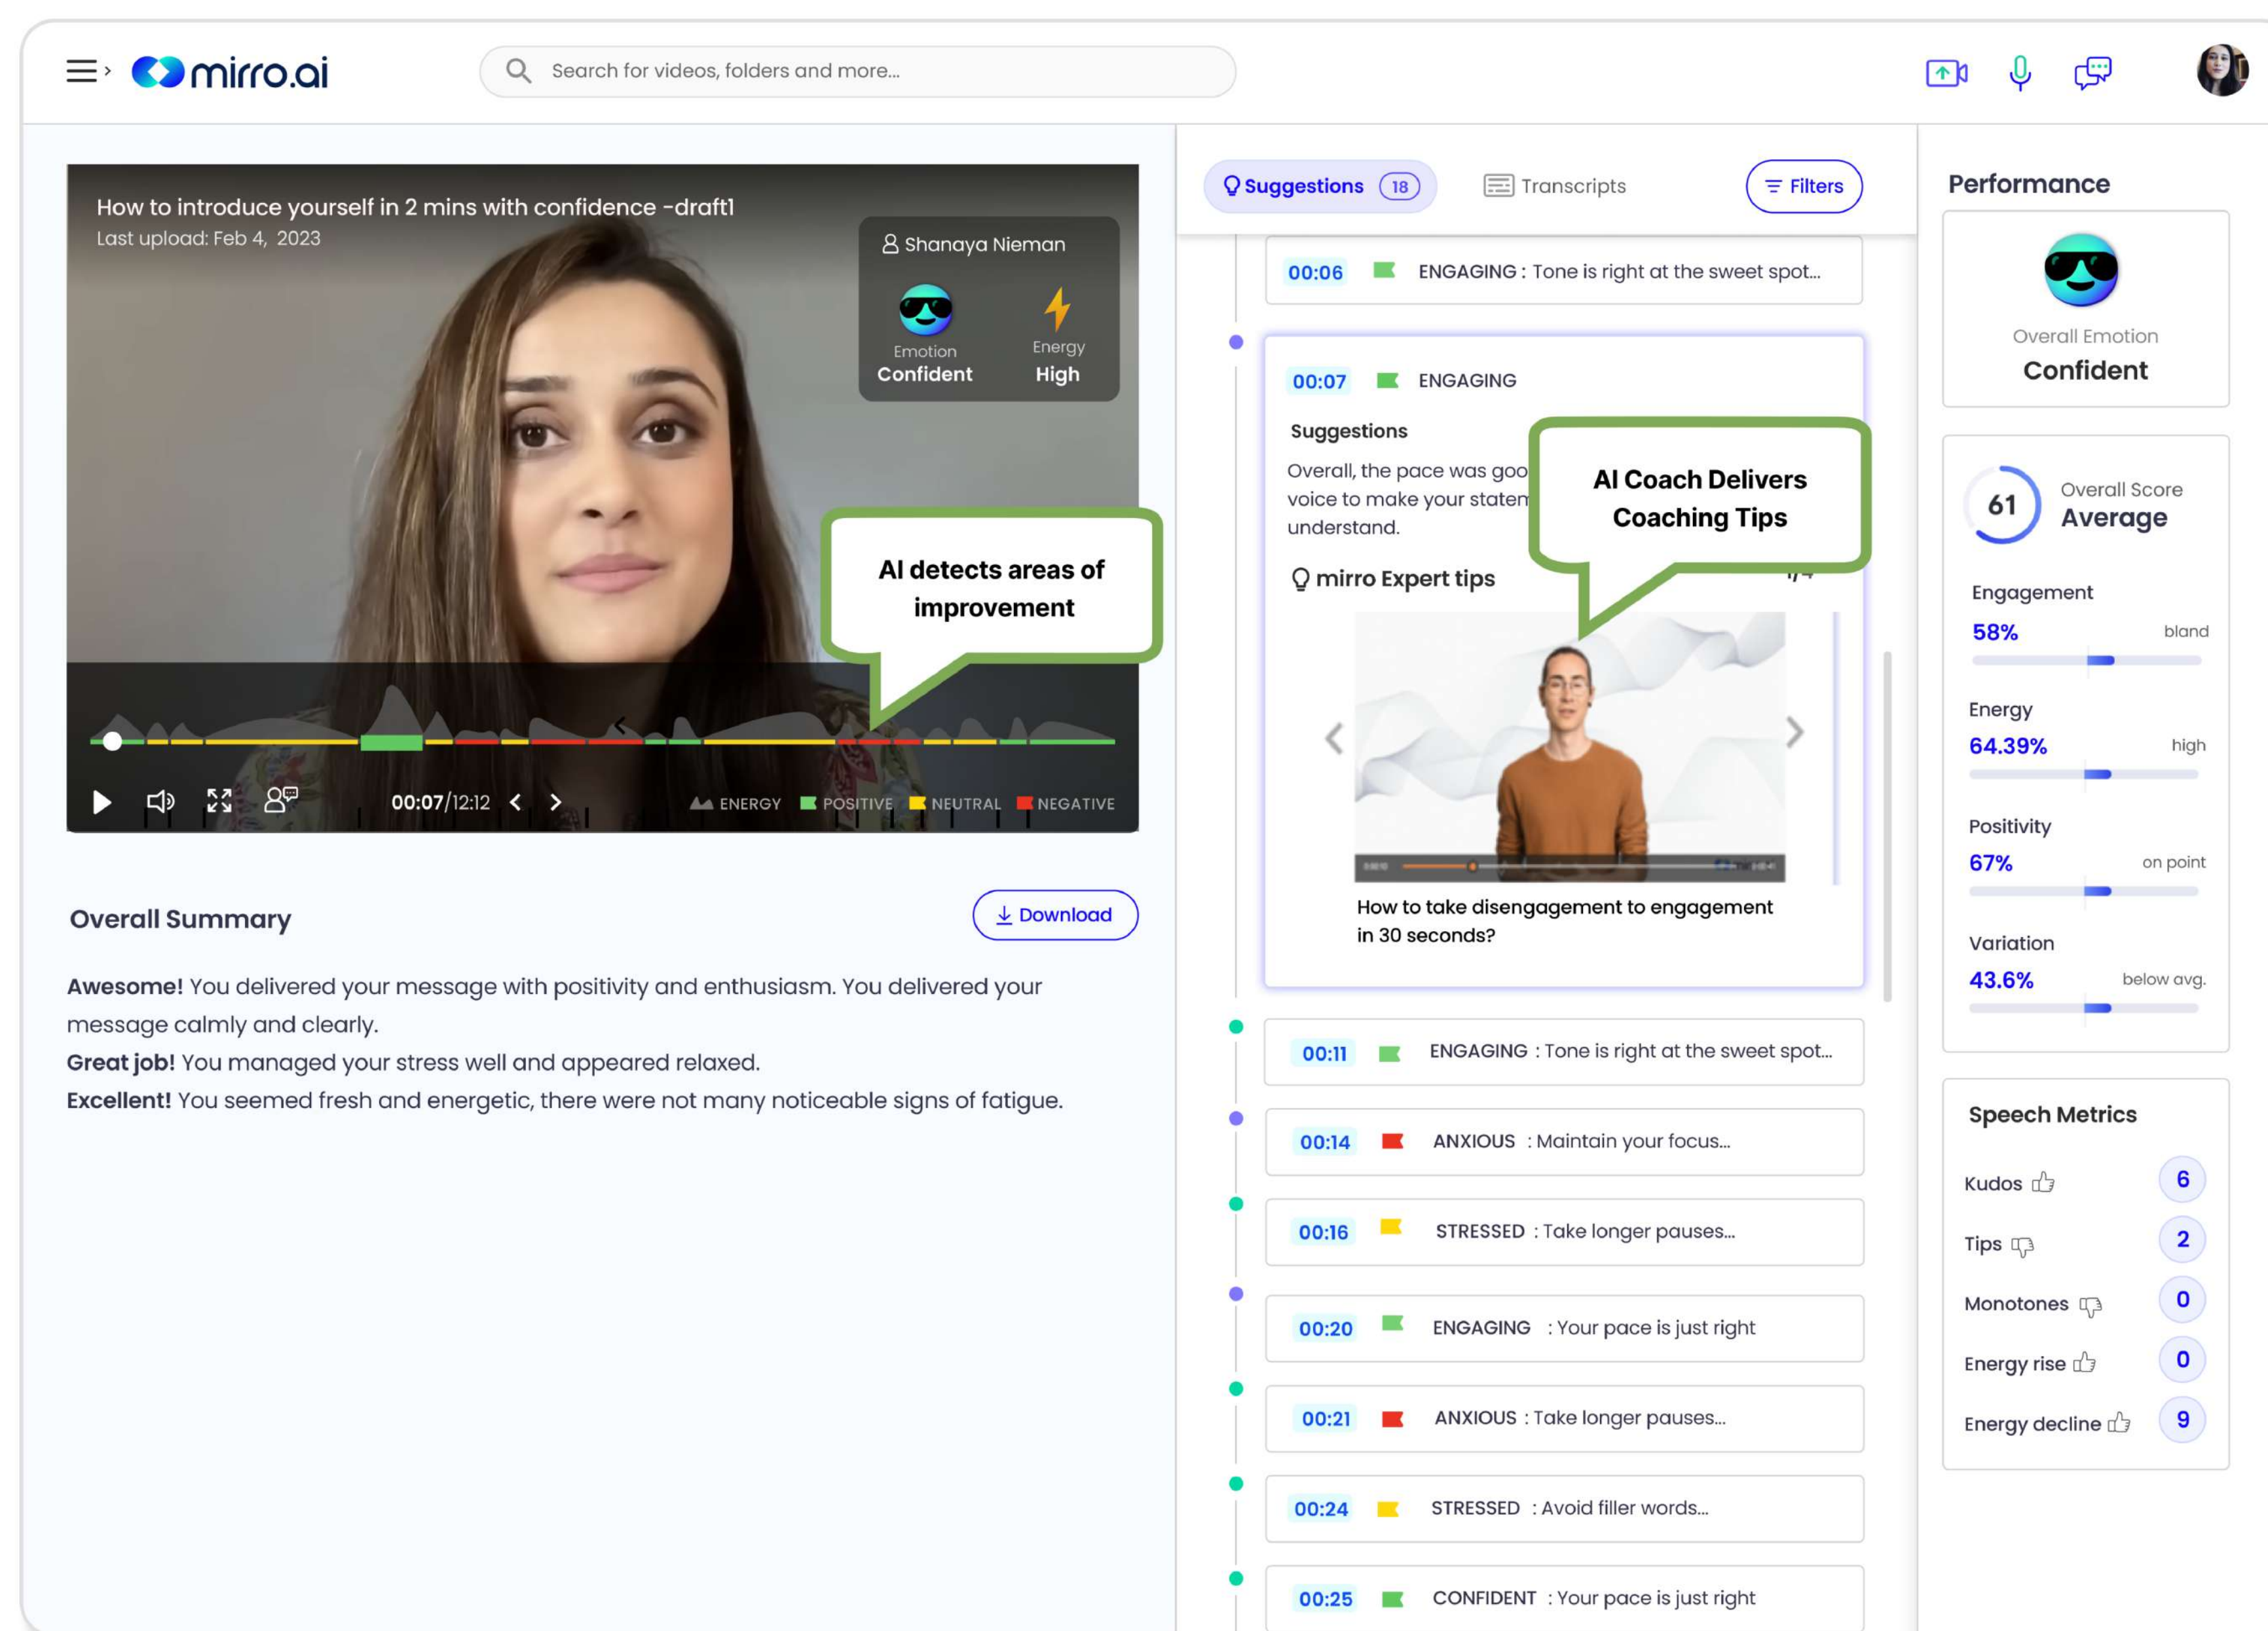 mirro.ai
Search for videos, folders and more...
How to introduce yourself in 2 mins with confidence -draft1
Last upload: Feb 4, 2023
Shanaya Nieman
Emotion
Confident
Energy
High
AI detects areas of
improvement
00:07/12:12
ENERGY
POSITIVE
NEUTRAL
NEGATIVE
Overall Summary
Download
Awesome! You delivered your message with positivity and enthusiasm. You delivered your
message calmly and clearly.
Great job! You managed your stress well and appeared relaxed.
Excellent! You seemed fresh and energetic, there were not many noticeable signs of fatigue.
Suggestions 18
Transcripts
Filters
00:06 ENGAGING : Tone is right at the sweet spot...
00:07 ENGAGING
Suggestions
Overall, the pace was
voice to make your
understand.
AI Coach Delivers
Coaching Tips
mirro Expert tips
How to take disengagement to engagement
in 30 seconds?
00:11 ENGAGING : Tone is right at the sweet spot...
00:14 ANXIOUS : Maintain your focus...
00:16 STRESSED : Take longer pauses...
00:20 ENGAGING : Your pace is just right
00:21 ANXIOUS : Take longer pauses...
00:24 STRESSED : Avoid filler words...
00:25 CONFIDENT : Your pace is just right
Performance
Overall Emotion
Confident
61
Overall Score
Average
Engagement
58% bland
Energy
64.39% high
Positivity
67% on point
Variation
43.6% below avg.
Speech Metrics
Kudos 6
Tips 2
Monotones 0
Energy rise 0
Energy decline 9